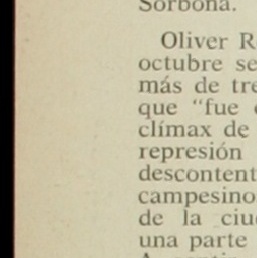 Sorbona.
Oliver R
octubre se
más de tre
que "fue
clímax de
represión
descontent
campesino
de la ciu
una parte